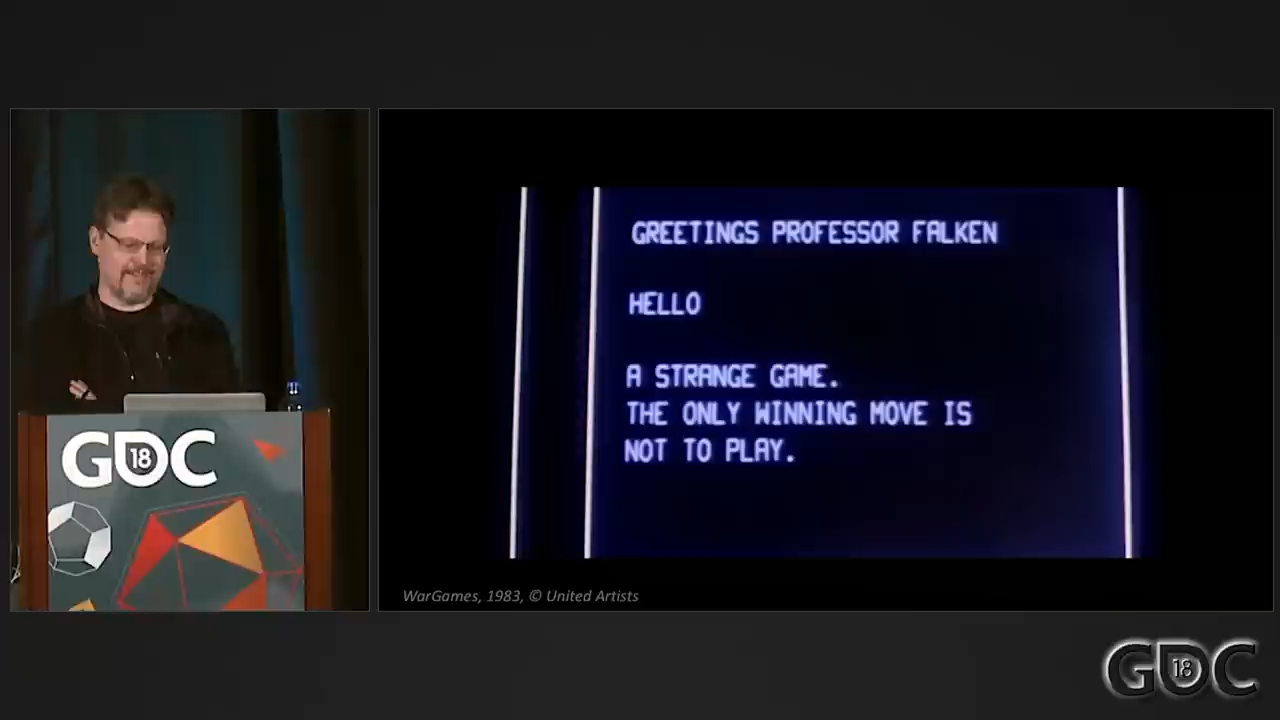 GREETINGS PROFESSOR FALKEN
HELLO
A STRANGE GAME.
THE ONLY WINNING MOVE IS
NOT TO PLAY.
WarGames, 1983, © United Artists
GDC 18
GDC 18